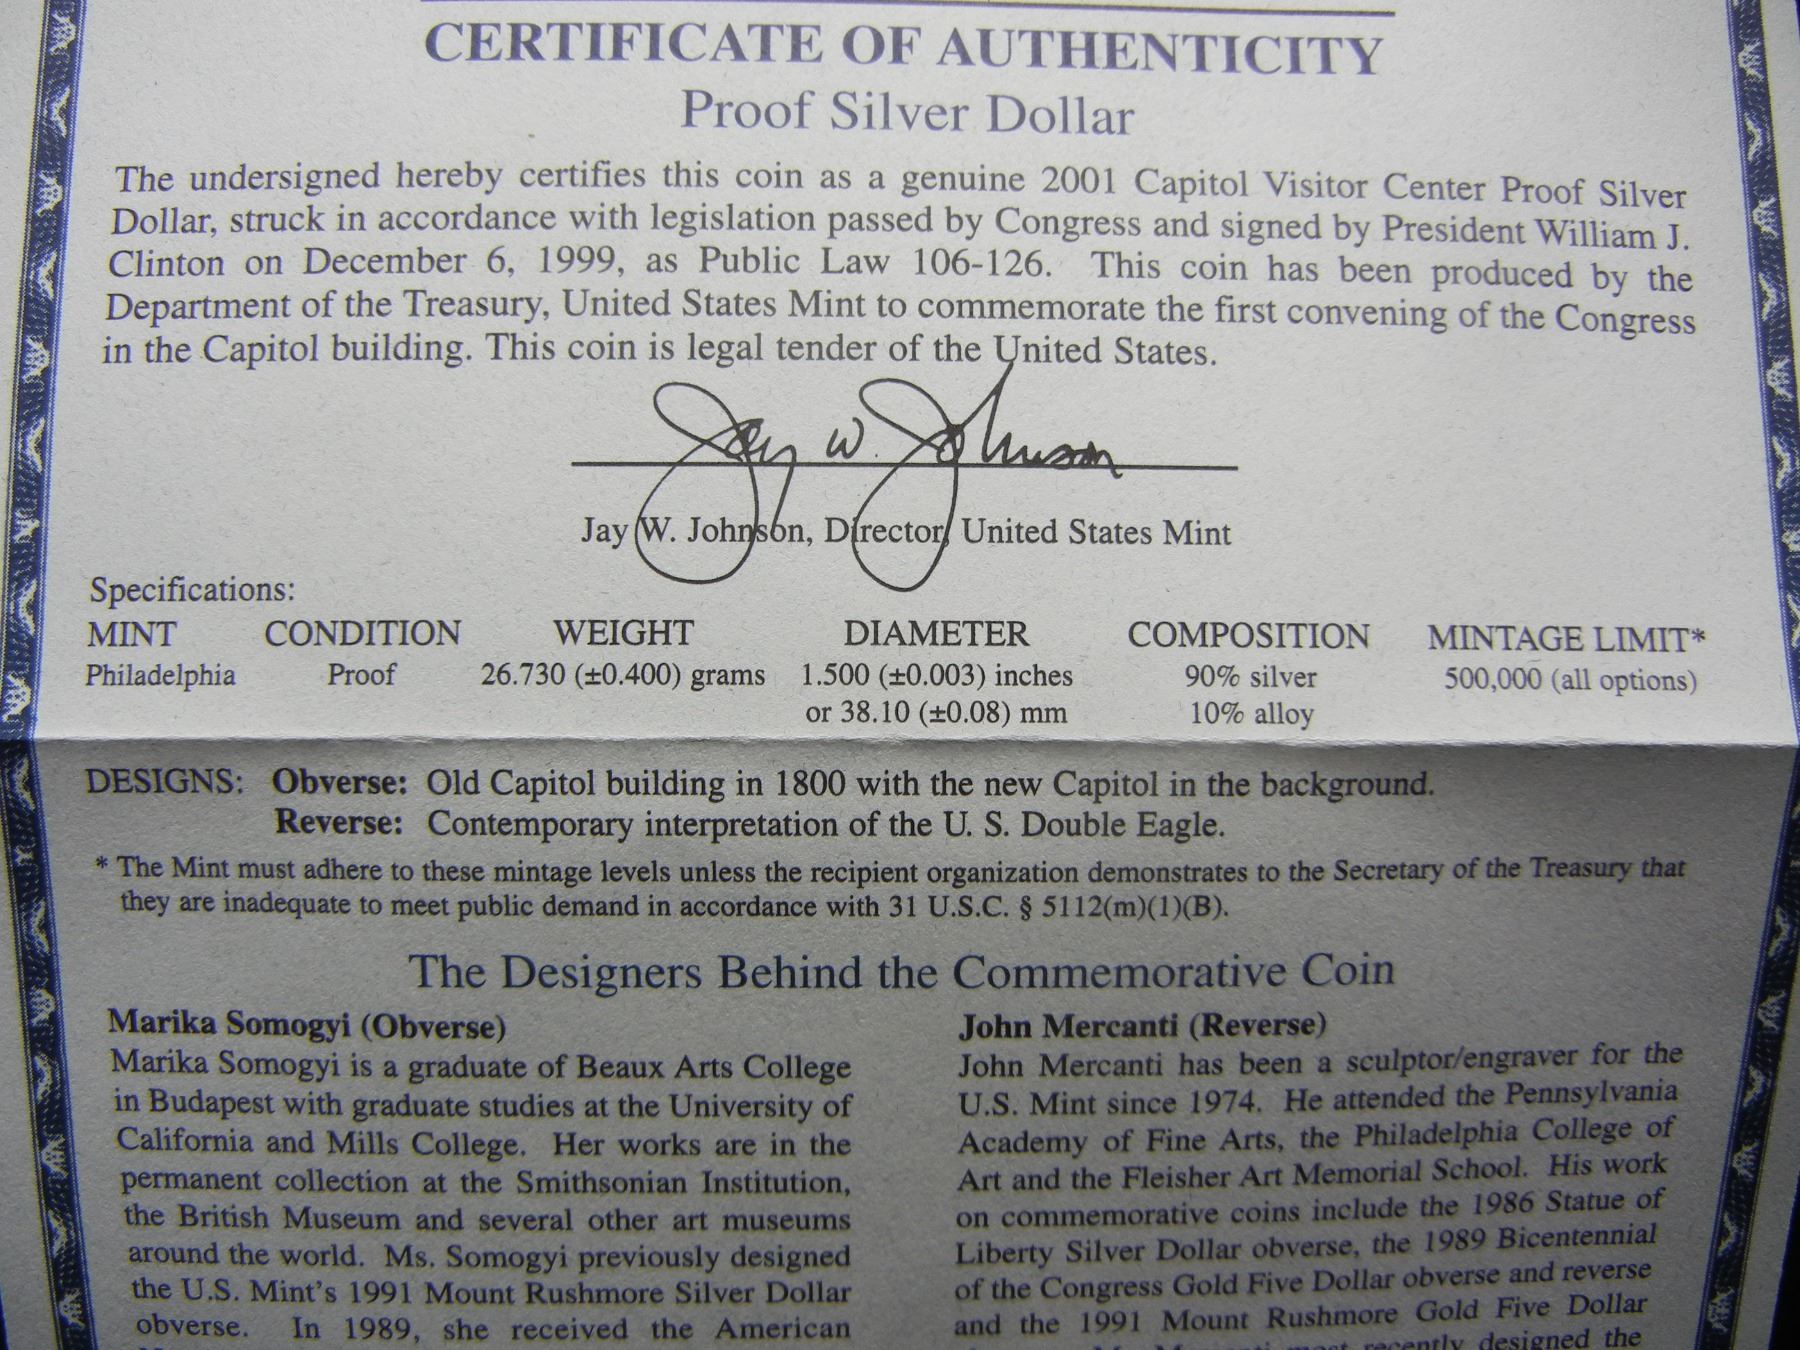 CERTIFICATE OF AUTHENTICITY
Proof Silver Dollar
The undersigned hereby certifies this coin as a genuine 2001 Capitol Visitor Center Proof Silver
Dollar, struck in accordance with legislation passed by Congress and signed by President William J.
Clinton on December 6, 1999, as Public Law 106-126. This coin has been produced by the
Department of the Treasury, United States Mint to commemorate the first convening of the Congress
in the Capitol building. This coin is legal tender of the United States.
Jay W. Johnson
Jay W. Johnson, Director, United States Mint
Specifications:
MINT CONDITION WEIGHT DIAMETER COMPOSITION MINTAGE LIMIT*
Philadelphia Proof 26.730 (±0.400) grams 1.500 (±0.003) inches 90% silver 500,000 (all options)
or 38.10 (±0.08) mm 10% alloy
DESIGNS: Obverse: Old Capitol building in 1800 with the new Capitol in the background.
Reverse: Contemporary interpretation of the U. S. Double Eagle.
* The Mint must adhere to these mintage levels unless the recipient organization demonstrates to the Secretary of the Treasury that
they are inadequate to meet public demand in accordance with 31 U.S.C. § 5112(m)(1)(B).
The Designers Behind the Commemorative Coin
Marika Somogyi (Obverse)
Marika Somogyi is a graduate of Beaux Arts College
in Budapest with graduate studies at the University of
California and Mills College. Her works are in the
permanent collection at the Smithsonian Institution,
the British Museum and several other art museums
around the world. Ms. Somogyi previously designed
the U.S. Mint's 1991 Mount Rushmore Silver Dollar
obverse. In 1989, she received the American
John Mercanti (Reverse)
John Mercanti has been a sculptor/engraver for the
U.S. Mint since 1974. He attended the Pennsylvania
Academy of Fine Arts, the Philadelphia College of
Art and the Fleisher Art Memorial School. His work
on commemorative coins include the 1986 Statue of
Liberty Silver Dollar obverse, the 1989 Bicentennial
of the Congress Gold Five Dollar obverse and reverse
and the 1991 Mount Rushmore Gold Five Dollar
most recently designed the